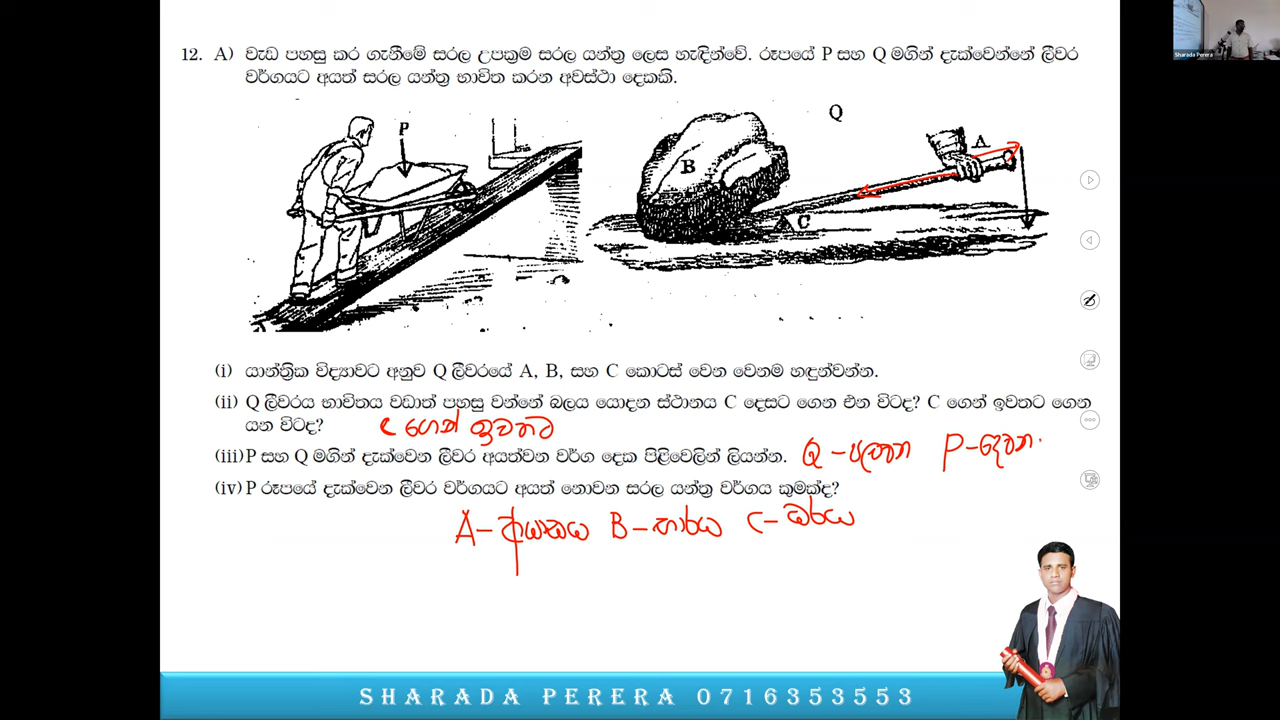 Sharada Perera
12. A) වැඩ පහසු කර ගැනීමේ සරල උපක්‍රම සරල යන්ත්‍ර ලෙස හැඳින්වේ. රූපයේ P සහ Q මගින් දැක්වෙන්නේ ලීවර
වර්ගයට අයත් සරල යන්ත්‍ර භාවිත කරන අවස්ථා දෙකකි.
P
Q
A
B
C
(i) යාන්ත්‍රික විද්‍යාවට අනුව Q ලීවරයේ A, B, සහ C කොටස් වෙන වෙනම හඳුන්වන්න.
(ii) Q ලීවරය භාවිතය වඩාත් පහසු වන්නේ බලය යොදන ස්ථානය C දෙසට ගෙන එන විටද? C ගෙන් ඉවතට ගෙන
යන විටද? C ගෙන් ඉවතට
(iii) P සහ Q මගින් දැක්වෙන ලීවර අයත්වන වර්ග දෙක පිළිවෙලින් ලියන්න. Q – පළමුවන P – දෙවන.
(iv) P රූපයේ දැක්වෙන ලීවර වර්ගයට අයත් නොවන සරල යන්ත්‍ර වර්ගය කුමක්ද?
A – ආයාසය B – භාරය C – ධරය
SHARADA PERERA 0716353553